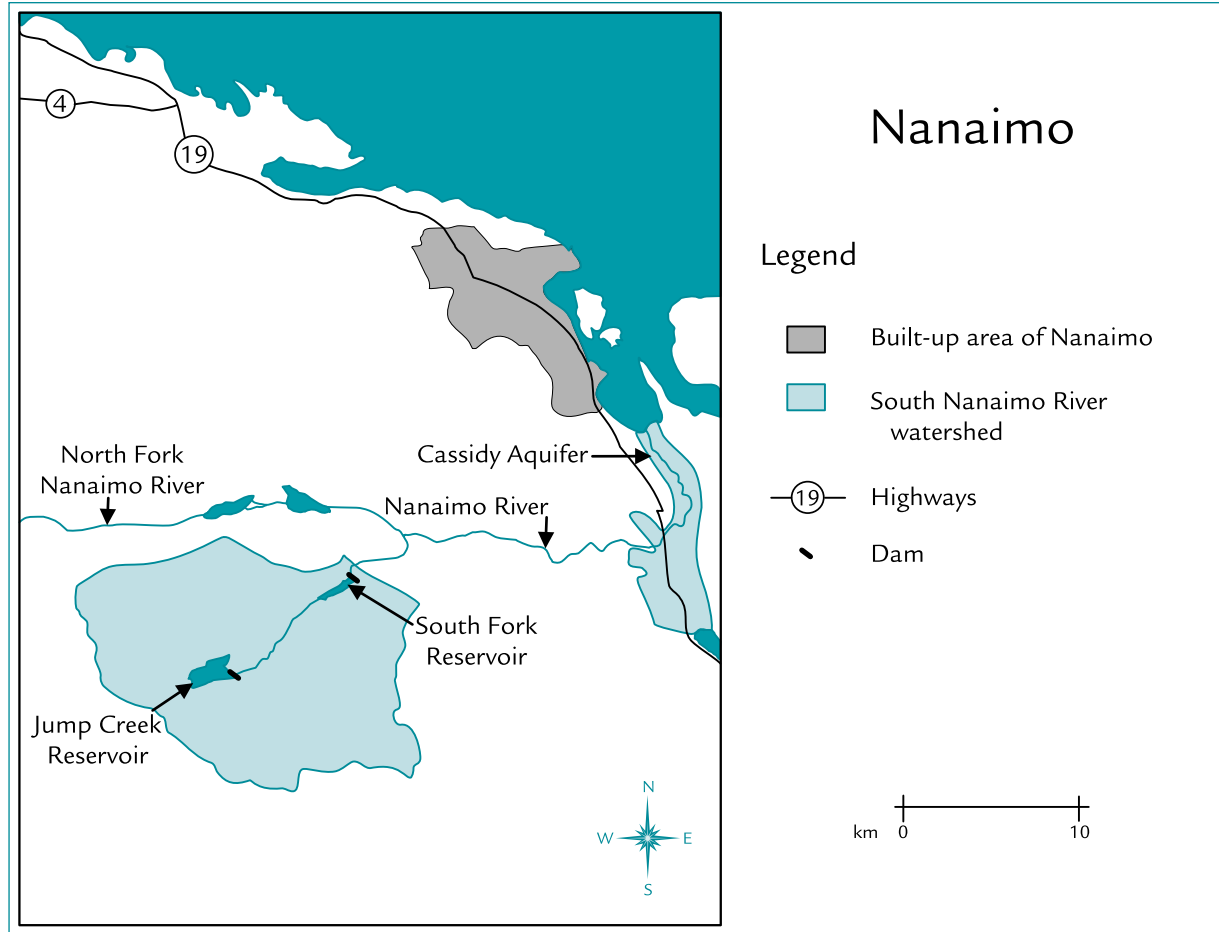 Nanaimo
4
19
Legend
Built-up area of Nanaimo
South Nanaimo River
watershed
19
Highways
Dam
North Fork
Nanaimo River
Cassidy Aquifer
Nanaimo River
South Fork
Reservoir
Jump Creek
Reservoir
N
W
E
S
km
0
10